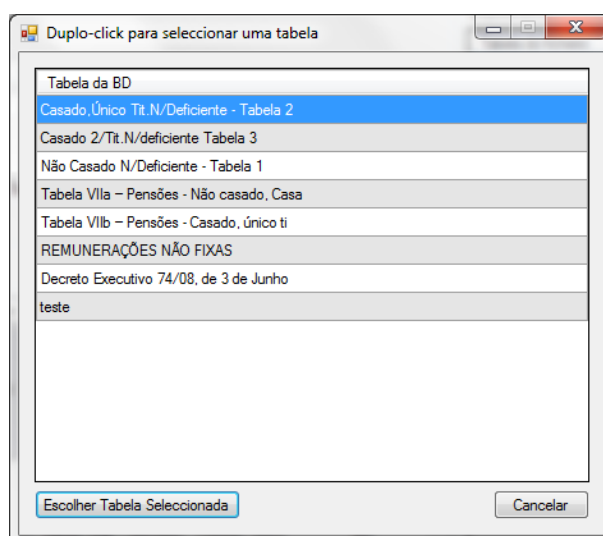 Duplo-click para seleccionar uma tabela
Tabela da BD
Casado,Único Tit.N/Deficiente - Tabela 2
Casado 2/Tit.N/deficiente Tabela 3
Não Casado N/Deficiente - Tabela 1
Tabela VIIa – Pensões - Não casado, Casa
Tabela VIIb – Pensões - Casado, único ti
REMUNERAÇÕES NÃO FIXAS
Decreto Executivo 74/08, de 3 de Junho
teste
Escolher Tabela Seleccionada
Cancelar